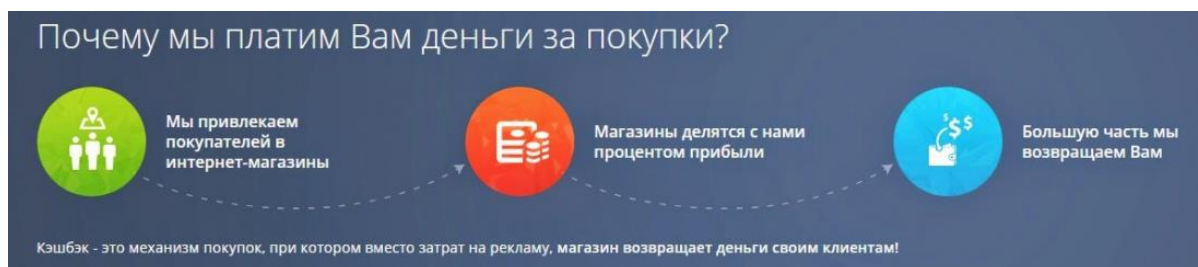 Почему мы платим Вам деньги за покупки?
Мы привлекаем
покупателей в
интернет-магазины
Магазины делятся с нами
процентом прибыли
Большую часть мы
возвращаем Вам
Кэшбэк - это механизм покупок, при котором вместо затрат на рекламу, магазин возвращает деньги своим клиентам!